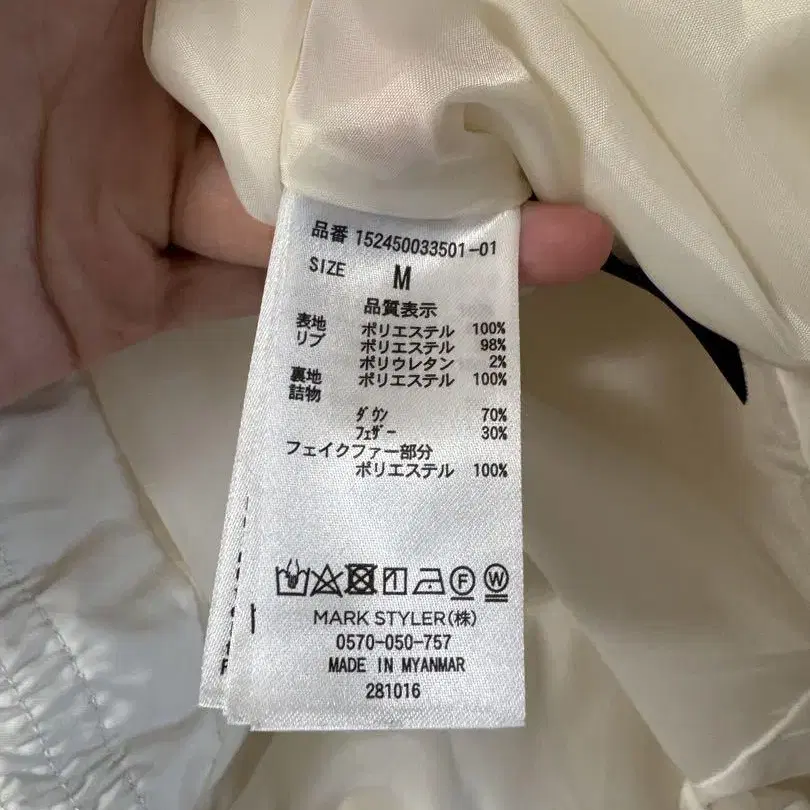 品番 152450033501-01
SIZE M
品質表示
表地 ポリエステル 100%
リブ ポリエステル 98%
ポリウレタン 2%
裏地 ポリエステル 100%
詰物
ダウン 70%
フェザー 30%
フェイクファー部分
ポリエステル 100%
F W
MARK STYLER(株)
0570-050-757
MADE IN MYANMAR
281016